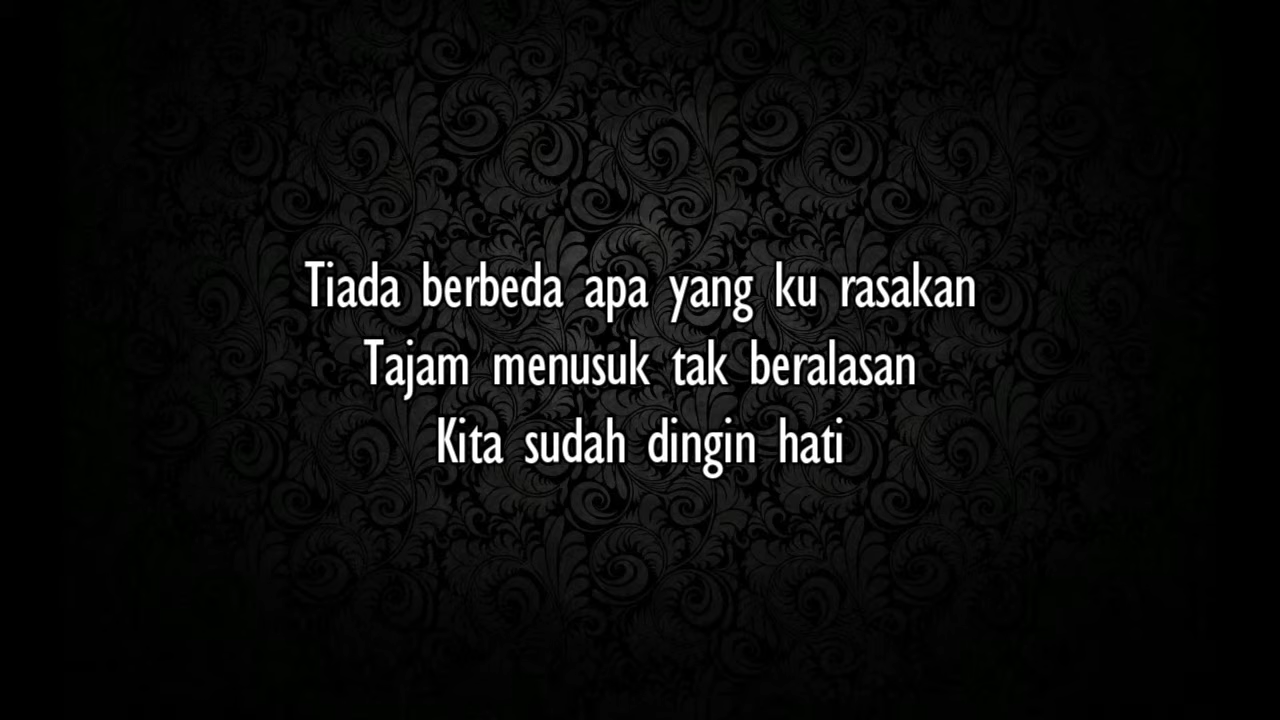 Tiada berbeda apa yang ku rasakan
Tajam menusuk tak beralasan
Kita sudah dingin hati